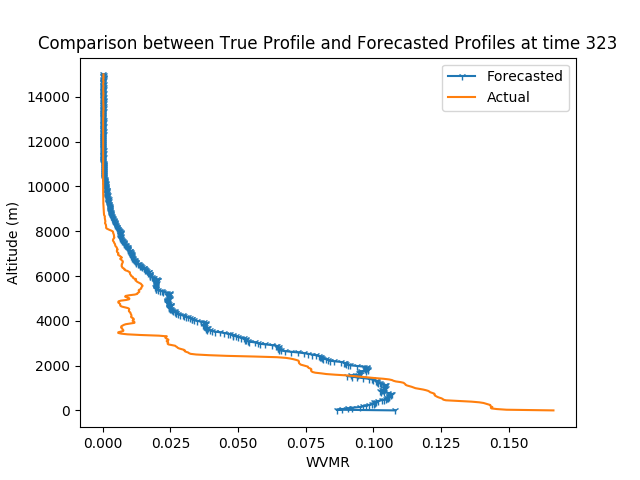 Comparison between True Profile and Forecasted Profiles at time 323
Forecasted
Actual
14000
12000
10000
8000
6000
4000
2000
0
Altitude (m)
0.000 0.025 0.050 0.075 0.100 0.125 0.150
WVMR